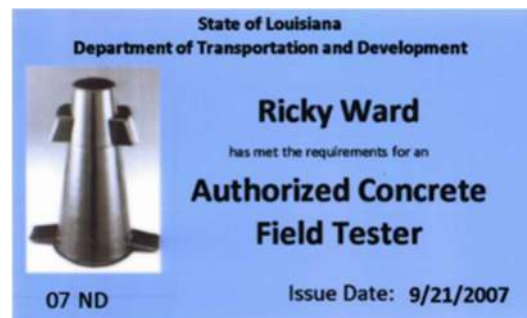 State of Louisiana
Department of Transportation and Development
Ricky Ward
has met the requirements for an
Authorized Concrete
Field Tester
07 ND
Issue Date: 9/21/2007